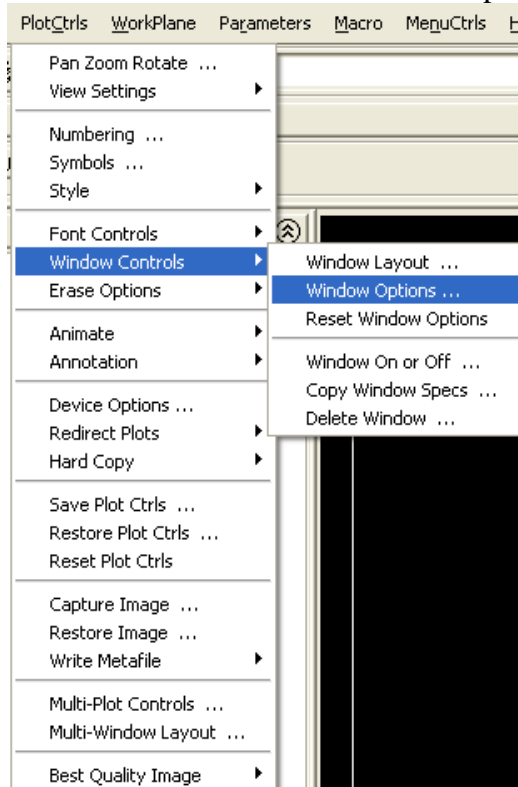 PlotCtrls WorkPlane Parameters Macro MenuCtrls
Pan Zoom Rotate ...
View Settings
Numbering ...
Symbols ...
Style
Font Controls
Window Controls
Erase Options
Animate
Annotation
Device Options ...
Redirect Plots
Hard Copy
Save Plot Ctrls ...
Restore Plot Ctrls ...
Reset Plot Ctrls
Capture Image ...
Restore Image ...
Write Metafile
Multi-Plot Controls ...
Multi-Window Layout ...
Best Quality Image
Window Layout ...
Window Options ...
Reset Window Options
Window On or Off ...
Copy Window Specs ...
Delete Window ...